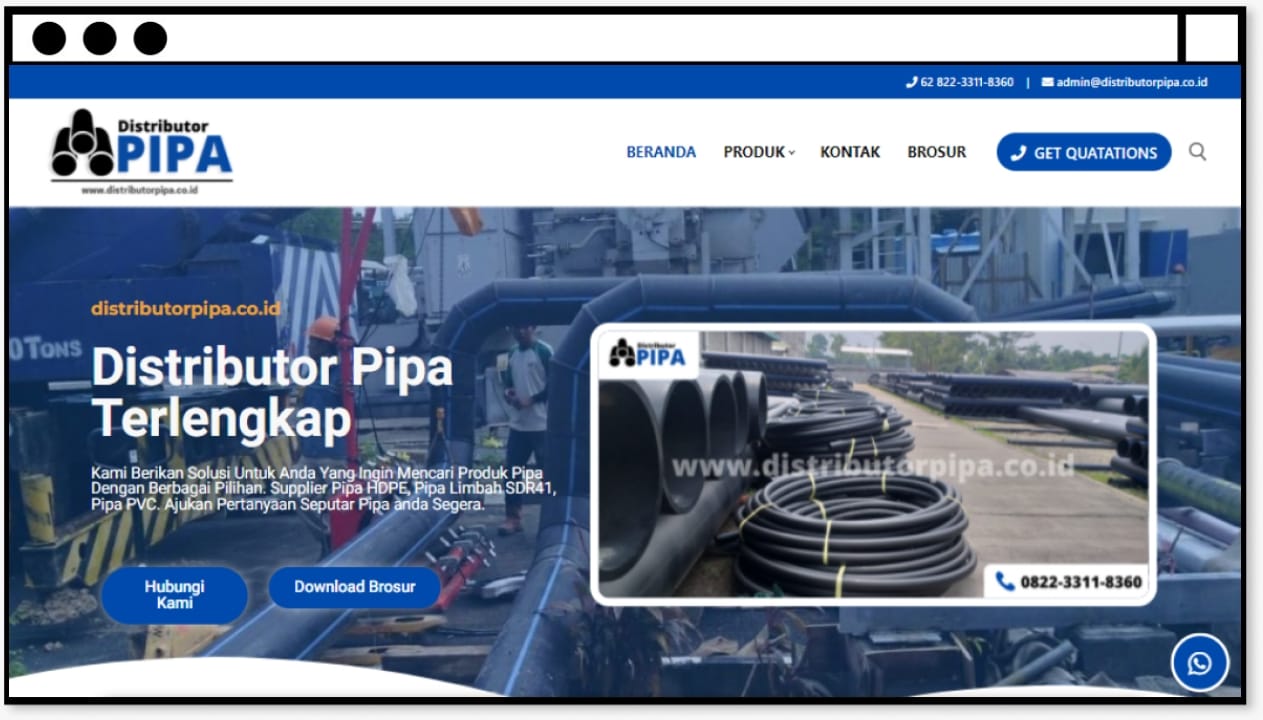 62 822-3311-8360 | admin@distributorpipa.co.id
Distributor
PIPA
www.distributorpipa.co.id
BERANDA PRODUK KONTAK BROSUR GET QUATATIONS
0 TONS
distributorpipa.co.id
Distributor Pipa
Terlengkap
Kami Berikan Solusi Untuk Anda Yang Ingin Mencari Produk Pipa
Dengan Berbagai Pilihan. Supplier Pipa HDPE, Pipa Limbah SDR41,
Pipa PVC. Ajukan Pertanyaan Seputar Pipa anda Segera.
Hubungi
Kami
Download Brosur
Distributor
PIPA
www.distributorpipa.co.id
0822-3311-8360